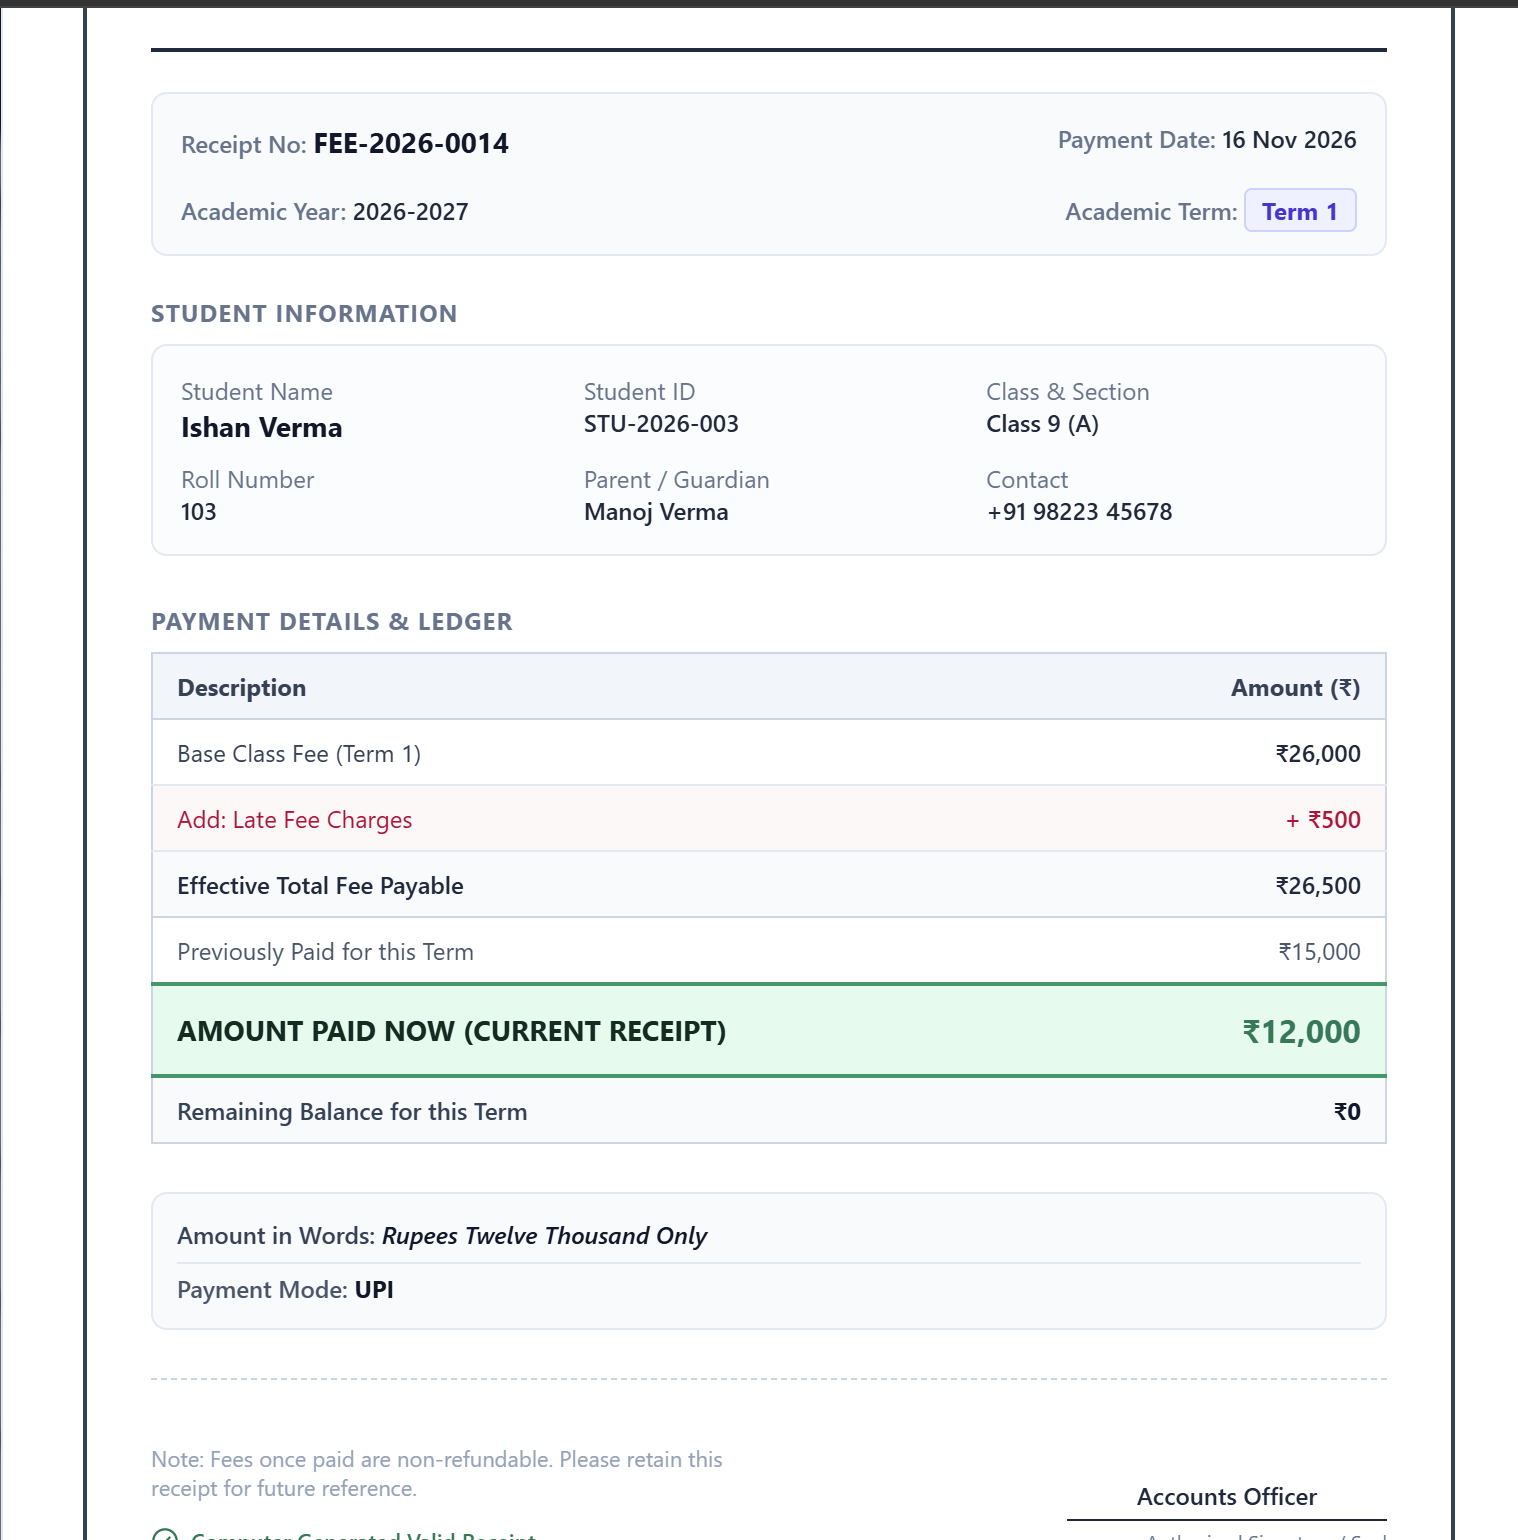 Receipt No: FEE-2026-0014
Payment Date: 16 Nov 2026
Academic Year: 2026-2027
Academic Term: Term 1
STUDENT INFORMATION
Student Name
Ishan Verma
Student ID
STU-2026-003
Class & Section
Class 9 (A)
Roll Number
103
Parent / Guardian
Manoj Verma
Contact
+91 98223 45678
PAYMENT DETAILS & LEDGER
Description Amount (₹)
Base Class Fee (Term 1) ₹26,000
Add: Late Fee Charges + ₹500
Effective Total Fee Payable ₹26,500
Previously Paid for this Term ₹15,000
AMOUNT PAID NOW (CURRENT RECEIPT) ₹12,000
Remaining Balance for this Term ₹0
Amount in Words: Rupees Twelve Thousand Only
Payment Mode: UPI
Note: Fees once paid are non-refundable. Please retain this
receipt for future reference.
Accounts Officer
Computer Generated Valid Receipt